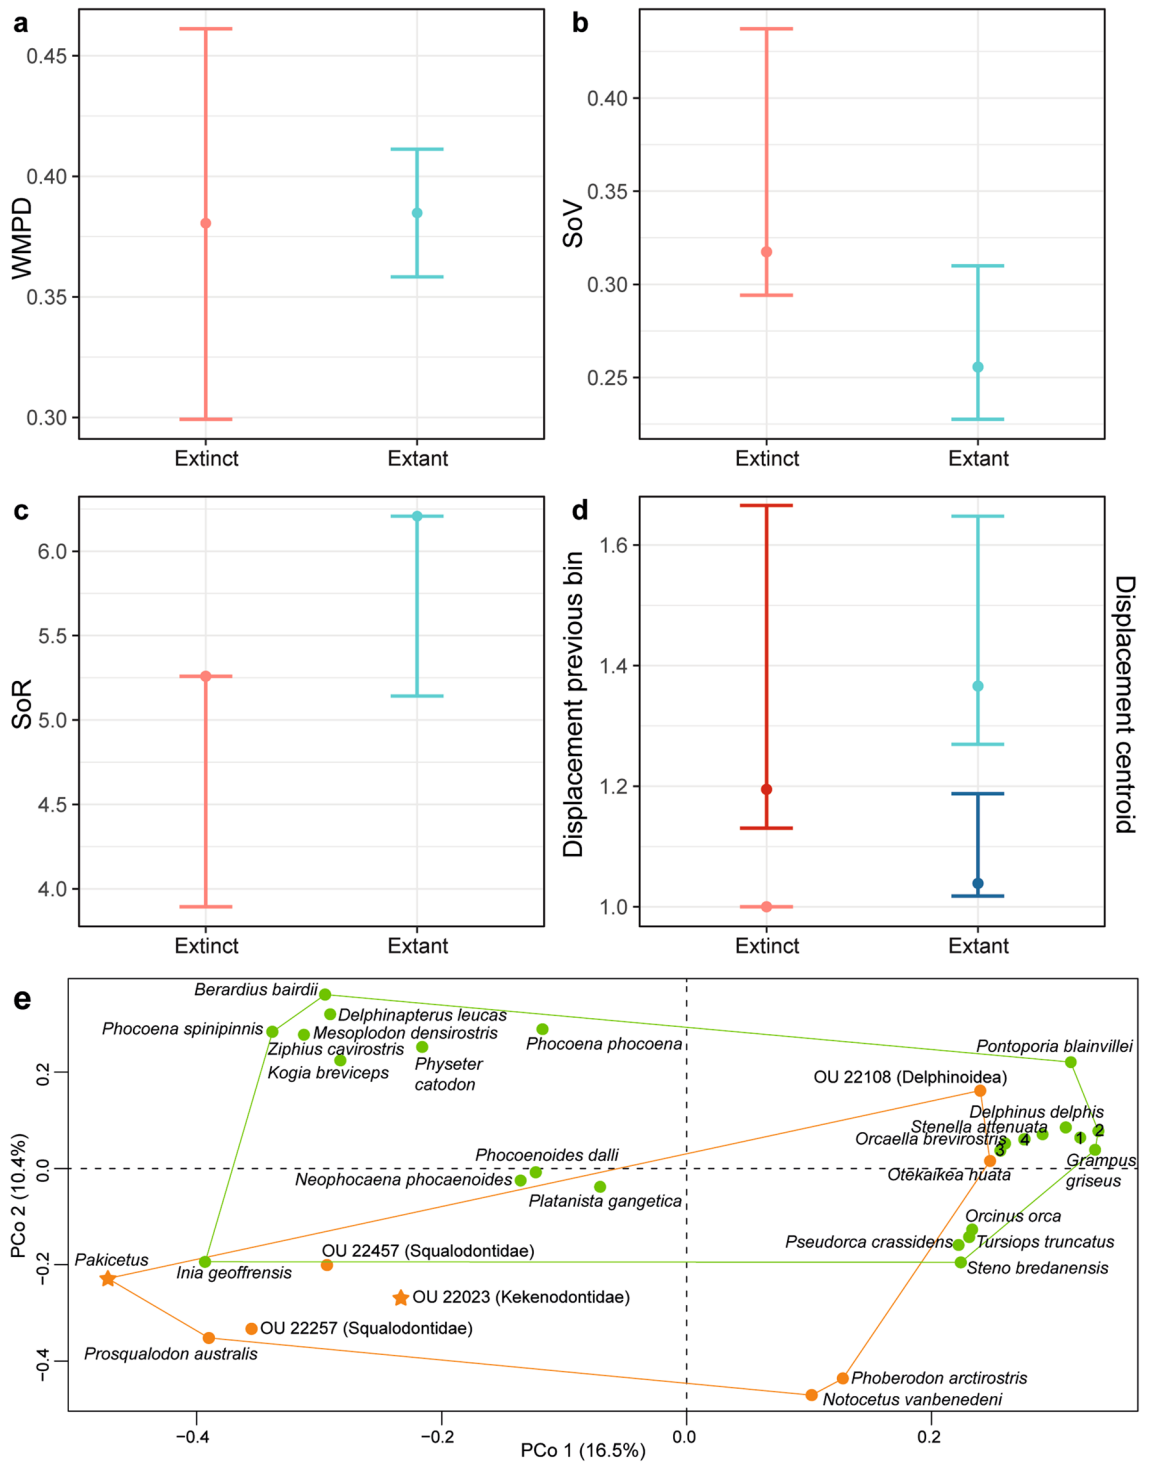 a
0.45
0.40
0.35
0.30
WMPD
Extinct
Extant
b
0.40
0.35
0.30
0.25
SoV
Extinct
Extant
c
6.0
5.5
5.0
4.5
4.0
SoR
Extinct
Extant
d
1.6
1.4
1.2
1.0
Displacement previous bin
Displacement centroid
Extinct
Extant
e
Berardius bairdii
Delphinapterus leucas
Phocoena spinipinnis
Mesoplodon densirostris
Ziphius cavirostris
Kogia breviceps
Physeter
catodon
Phocoena phocoena
Pontoporia blainvillei
OU 22108 (Delphinoidea)
Delphinus delphis
Stenella attenuata
Orcaella brevirostris
3
4
1
2
Otekaikea huata
Grampus
griseus
Phocoenoides dalli
Neophocaena phocaenoides
Platanista gangetica
Orcinus orca
Pseudorca crassidens
Tursiops truncatus
Steno bredanensis
Pakicetus
Inia geoffrensis
OU 22457 (Squalodontidae)
OU 22023 (Kekenodontidae)
OU 22257 (Squalodontidae)
Prosqualodon australis
Phoberodon arctirostris
Notocetus vanbenedeni
0.2
0.0
−0.2
−0.4
PCo 2 (10.4%)
−0.4
−0.2
0.0
0.2
PCo 1 (16.5%)